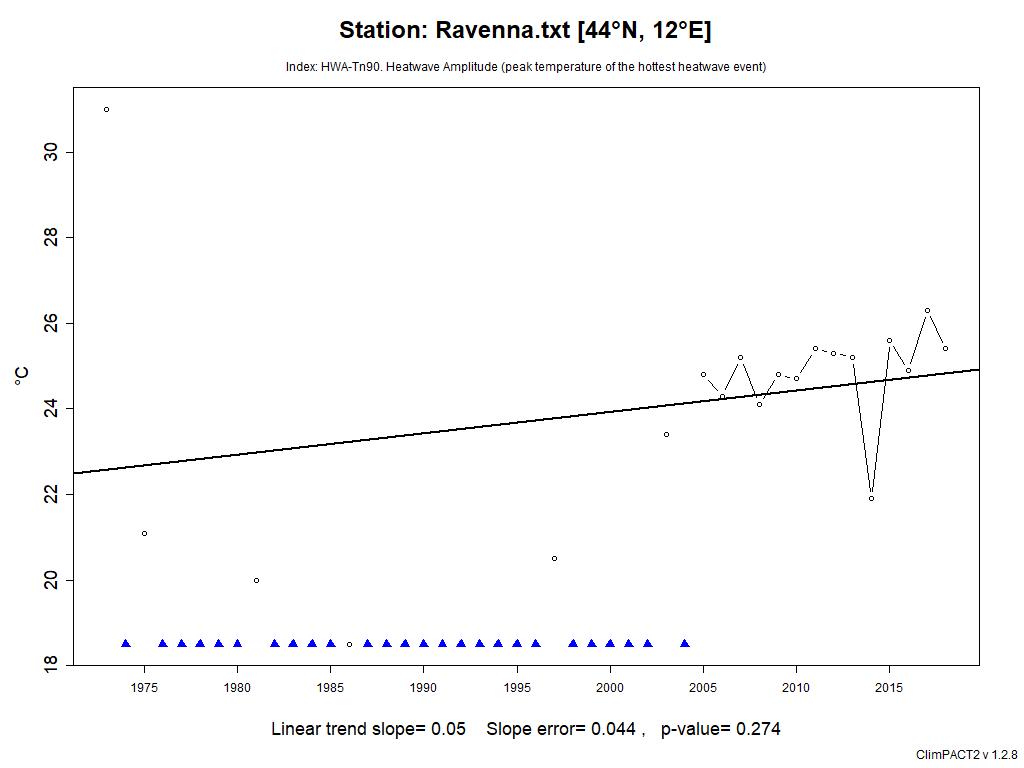 Station: Ravenna.txt [44°N, 12°E]
Index: HWA-Tn90. Heatwave Amplitude (peak temperature of the hottest heatwave event)
30
28
26
°C
24
22
20
18
1975 1980 1985 1990 1995 2000 2005 2010 2015
Linear trend slope= 0.05 Slope error= 0.044 , p-value= 0.274
ClimPACT2 v 1.2.8